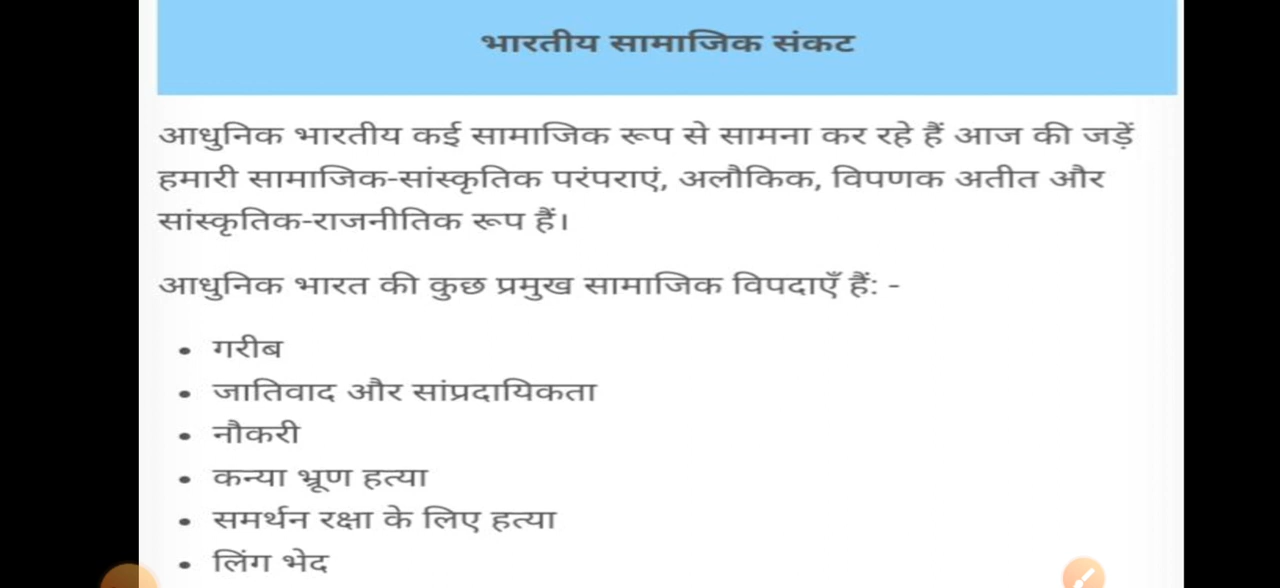 भारतीय सामाजिक संकट
आधुनिक भारतीय कई सामाजिक रूप से सामना कर रहे हैं आज की जड़ें
हमारी सामाजिक-सांस्कृतिक परंपराएं, अलौकिक, विपणक अतीत और
सांस्कृतिक-राजनीतिक रूप हैं।
आधुनिक भारत की कुछ प्रमुख सामाजिक विपदाएँ हैं: -
• गरीब
• जातिवाद और सांप्रदायिकता
• नौकरी
• कन्या भ्रूण हत्या
• समर्थन रक्षा के लिए हत्या
• लिंग भेद